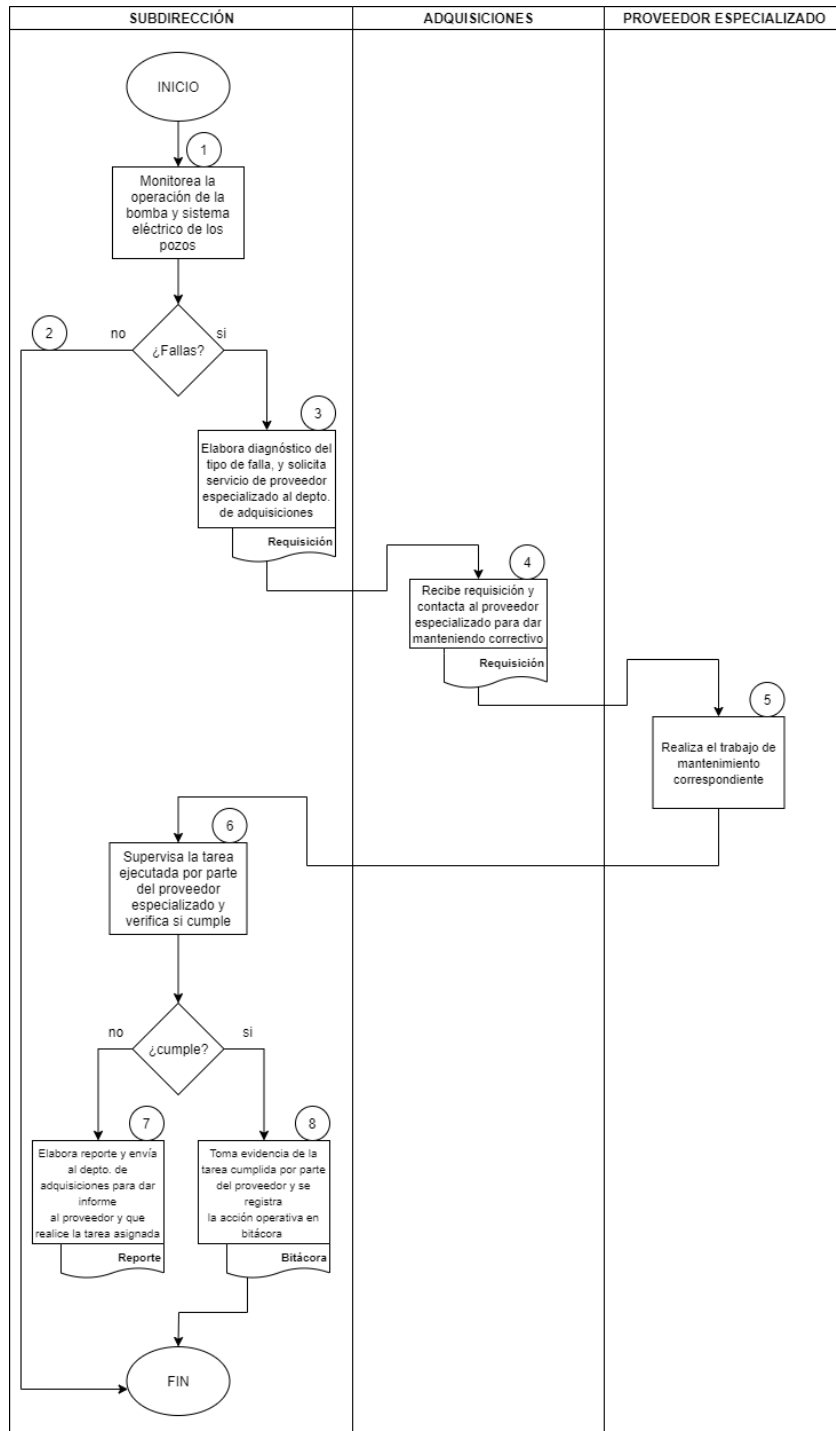 SUBDIRECCIÓN
ADQUISICIONES
PROVEEDOR ESPECIALIZADO
INICIO
1
Monitorea la
operación de la
bomba y sistema
eléctrico de los
pozos
2
no
si
¿Fallas?
3
Elabora diagnóstico del
tipo de falla, y solicita
servicio de proveedor
especializado al depto.
de adquisiciones
Requisición
4
Recibe requisición y
contacta al proveedor
especializado para dar
manteniendo correctivo
Requisición
5
Realiza el trabajo de
mantenimiento
correspondiente
6
Supervisa la tarea
ejecutada por parte
del proveedor
especializado y
verifica si cumple
no
si
¿cumple?
7
Elabora reporte y envía
al depto. de
adquisiciones para dar
informe
al proveedor y que
realice la tarea asignada
Reporte
8
Toma evidencia de la
tarea cumplida por parte
del proveedor y se
registra
la acción operativa en
bitácora
Bitácora
FIN